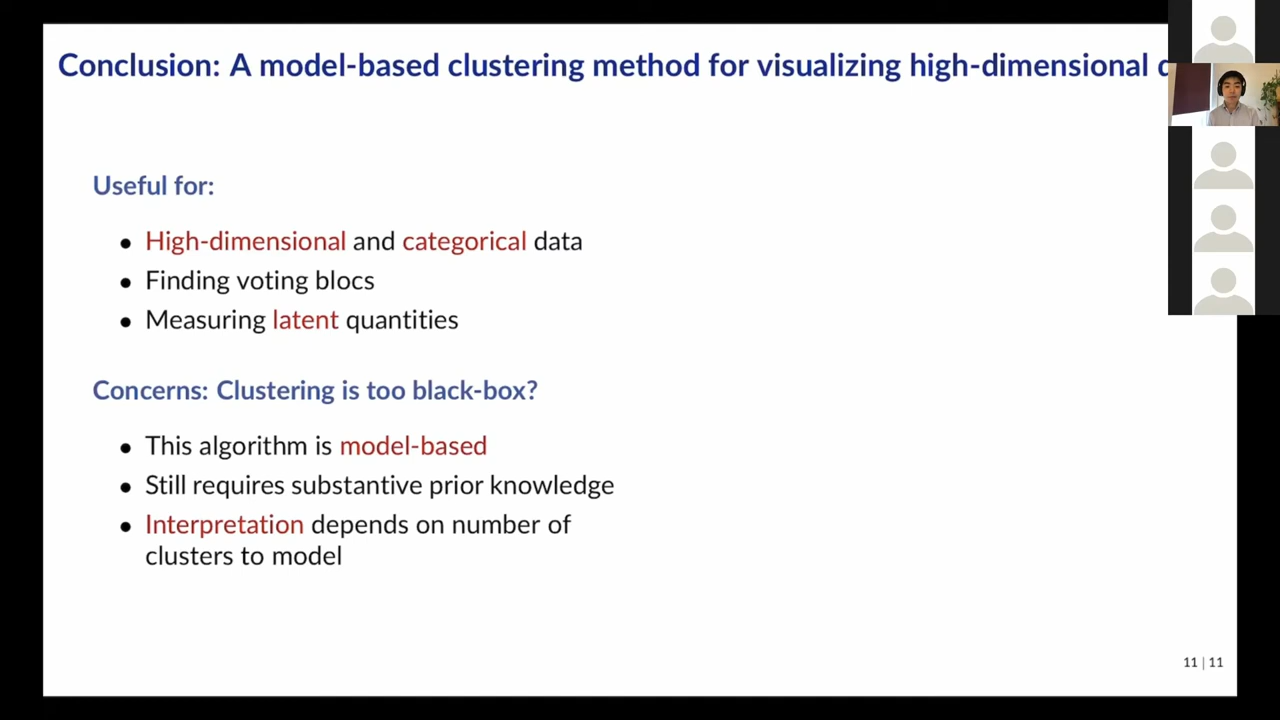 Conclusion: A model-based clustering method for visualizing high-dimensional
Useful for:
● High-dimensional and categorical data
● Finding voting blocs
● Measuring latent quantities
Concerns: Clustering is too black-box?
● This algorithm is model-based
● Still requires substantive prior knowledge
● Interpretation depends on number of
clusters to model
11 | 11